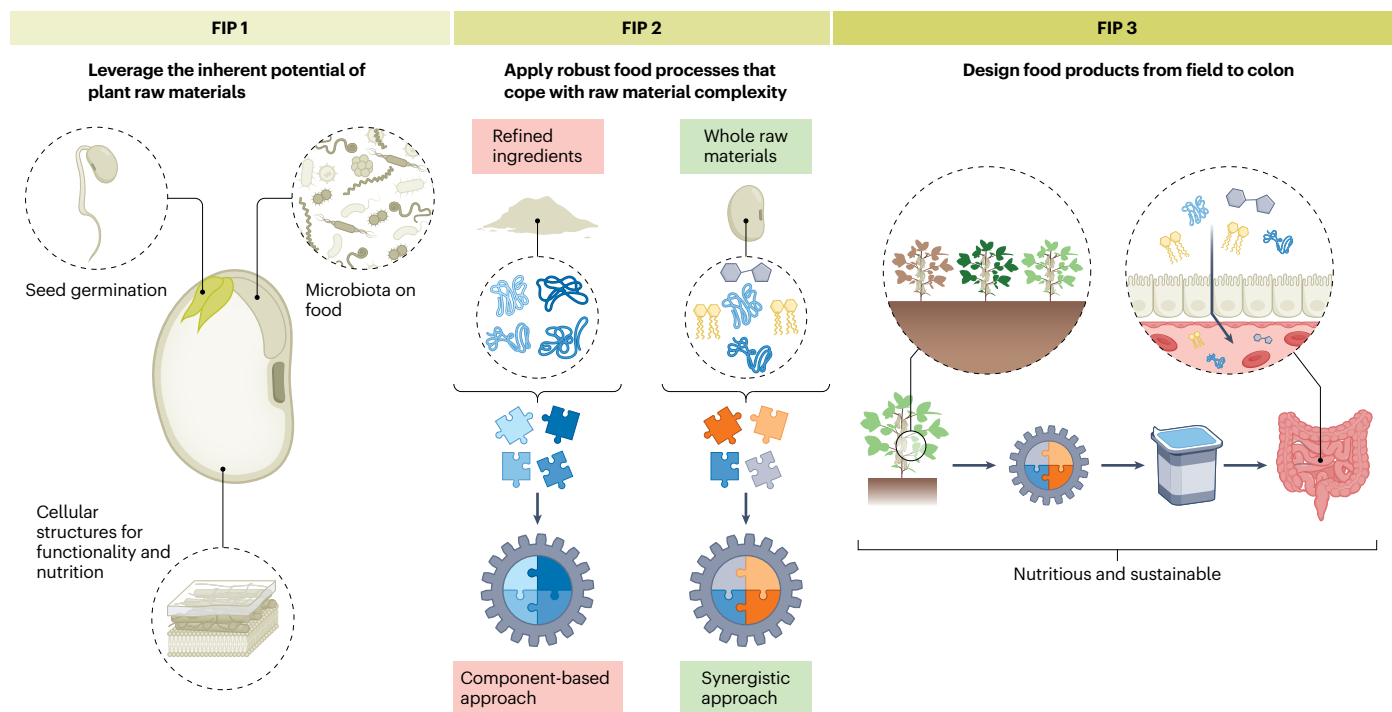 FIP 1
Leverage the inherent potential of
plant raw materials
Seed germination
Microbiota on
food
Cellular
structures for
functionality and
nutrition
FIP 2
Apply robust food processes that
cope with raw material complexity
Refined
ingredients
Whole raw
materials
Component-based
approach
Synergistic
approach
FIP 3
Design food products from field to colon
Nutritious and sustainable